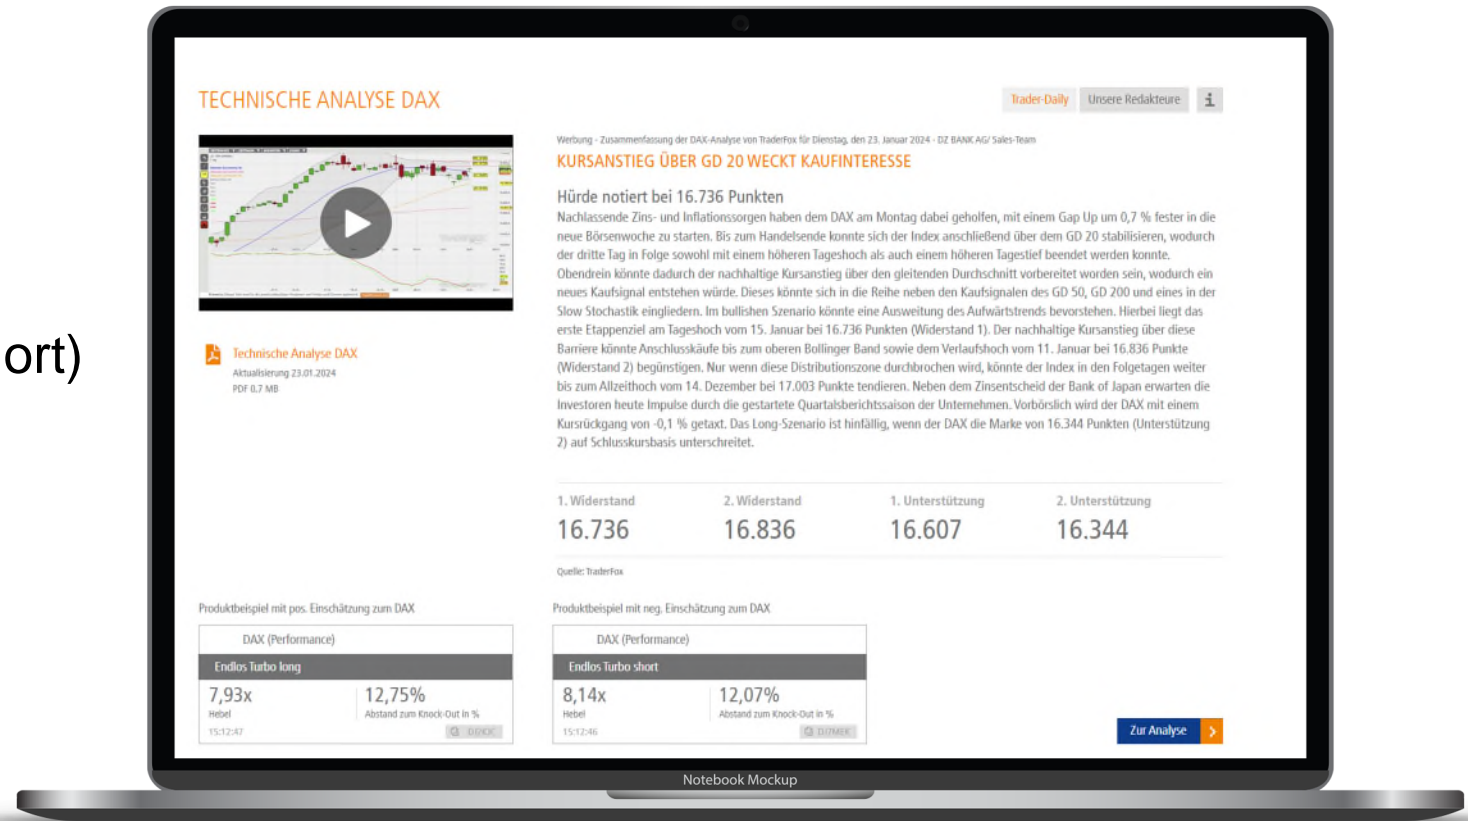 ort)
TECHNISCHE ANALYSE DAX
Trader-Daily
Unsere Redakteure
i
Technische Analyse DAX
Aktualisierung 23.01.2024
PDF 0,7 MB
Werbung - Zusammenfassung der DAX-Analyse von TraderFox für Dienstag, den 23. Januar 2024 - DZ BANK AG/ Sales-Team
KURSANSTIEG ÜBER GD 20 WECKT KAUFINTERESSE
Hürde notiert bei 16.736 Punkten
Nachlassende Zins- und Inflationssorgen haben dem DAX am Montag dabei geholfen, mit einem Gap Up um 0,7 % fester in die
neue Börsenwoche zu starten. Bis zum Handelsende konnte sich der Index anschließend über dem GD 20 stabilisieren, wodurch
der dritte Tag in Folge sowohl mit einem höheren Tageshoch als auch einem höheren Tagestief beendet werden konnte.
Obendrein könnte dadurch der nachhaltige Kursanstieg über den gleitenden Durchschnitt vorbereitet worden sein, wodurch ein
neues Kaufsignal entstehen würde. Dieses könnte sich in die Reihe neben den Kaufsignalen des GD 50, GD 200 und eines in der
Slow Stochastik eingliedern. Im bullishen Szenario könnte eine Ausweitung des Aufwärtstrends bevorstehen. Hierbei liegt das
erste Etappenziel am Tageshoch vom 15. Januar bei 16.736 Punkten (Widerstand 1). Der nachhaltige Kursanstieg über diese
Barriere könnte Anschlusskäufe bis zum oberen Bollinger Band sowie dem Verlaufshoch vom 11. Januar bei 16.836 Punkte
(Widerstand 2) begünstigen. Nur wenn diese Distributionszone durchbrochen wird, könnte der Index in den Folgetagen weiter
bis zum Allzeithoch vom 14. Dezember bei 17.003 Punkte tendieren. Neben dem Zinsentscheid der Bank of Japan erwarten die
Investoren heute Impulse durch die gestartete Quartalsberichtssaison der Unternehmen. Vorbörslich wird der DAX mit einem
Kursrückgang von -0,1 % getaxt. Das Long-Szenario ist hinfällig, wenn der DAX die Marke von 16.344 Punkten (Unterstützung
2) auf Schlusskursbasis unterschreitet.
1. Widerstand
16.736
2. Widerstand
16.836
1. Unterstützung
16.607
2. Unterstützung
16.344
Quelle: TraderFox
Produktbeispiel mit pos. Einschätzung zum DAX
DAX (Performance)
Endlos Turbo long
7,93x
Hebel
12,75%
Abstand zum Knock-Out in %
15:12:47
Produktbeispiel mit neg. Einschätzung zum DAX
DAX (Performance)
Endlos Turbo short
8,14x
Hebel
12,07%
Abstand zum Knock-Out in %
15:12:46
Zur Analyse
Notebook Mockup